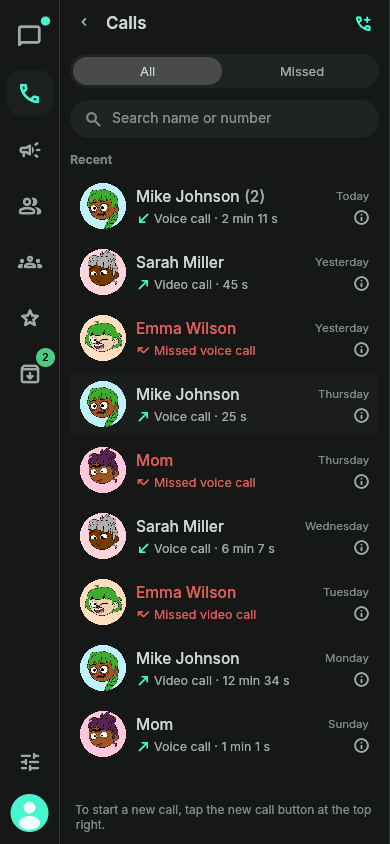 Calls
All
Missed
Search name or number
Recent
Mike Johnson (2)
Today
Voice call · 2 min 11 s
Sarah Miller
Yesterday
Video call · 45 s
Emma Wilson
Yesterday
Missed voice call
2
Mike Johnson
Thursday
Voice call · 25 s
Mom
Thursday
Missed voice call
Sarah Miller
Wednesday
Voice call · 6 min 7 s
Emma Wilson
Tuesday
Missed video call
Mike Johnson
Monday
Video call · 12 min 34 s
Mom
Sunday
Voice call · 1 min 1 s
To start a new call, tap the new call button at the top
right.